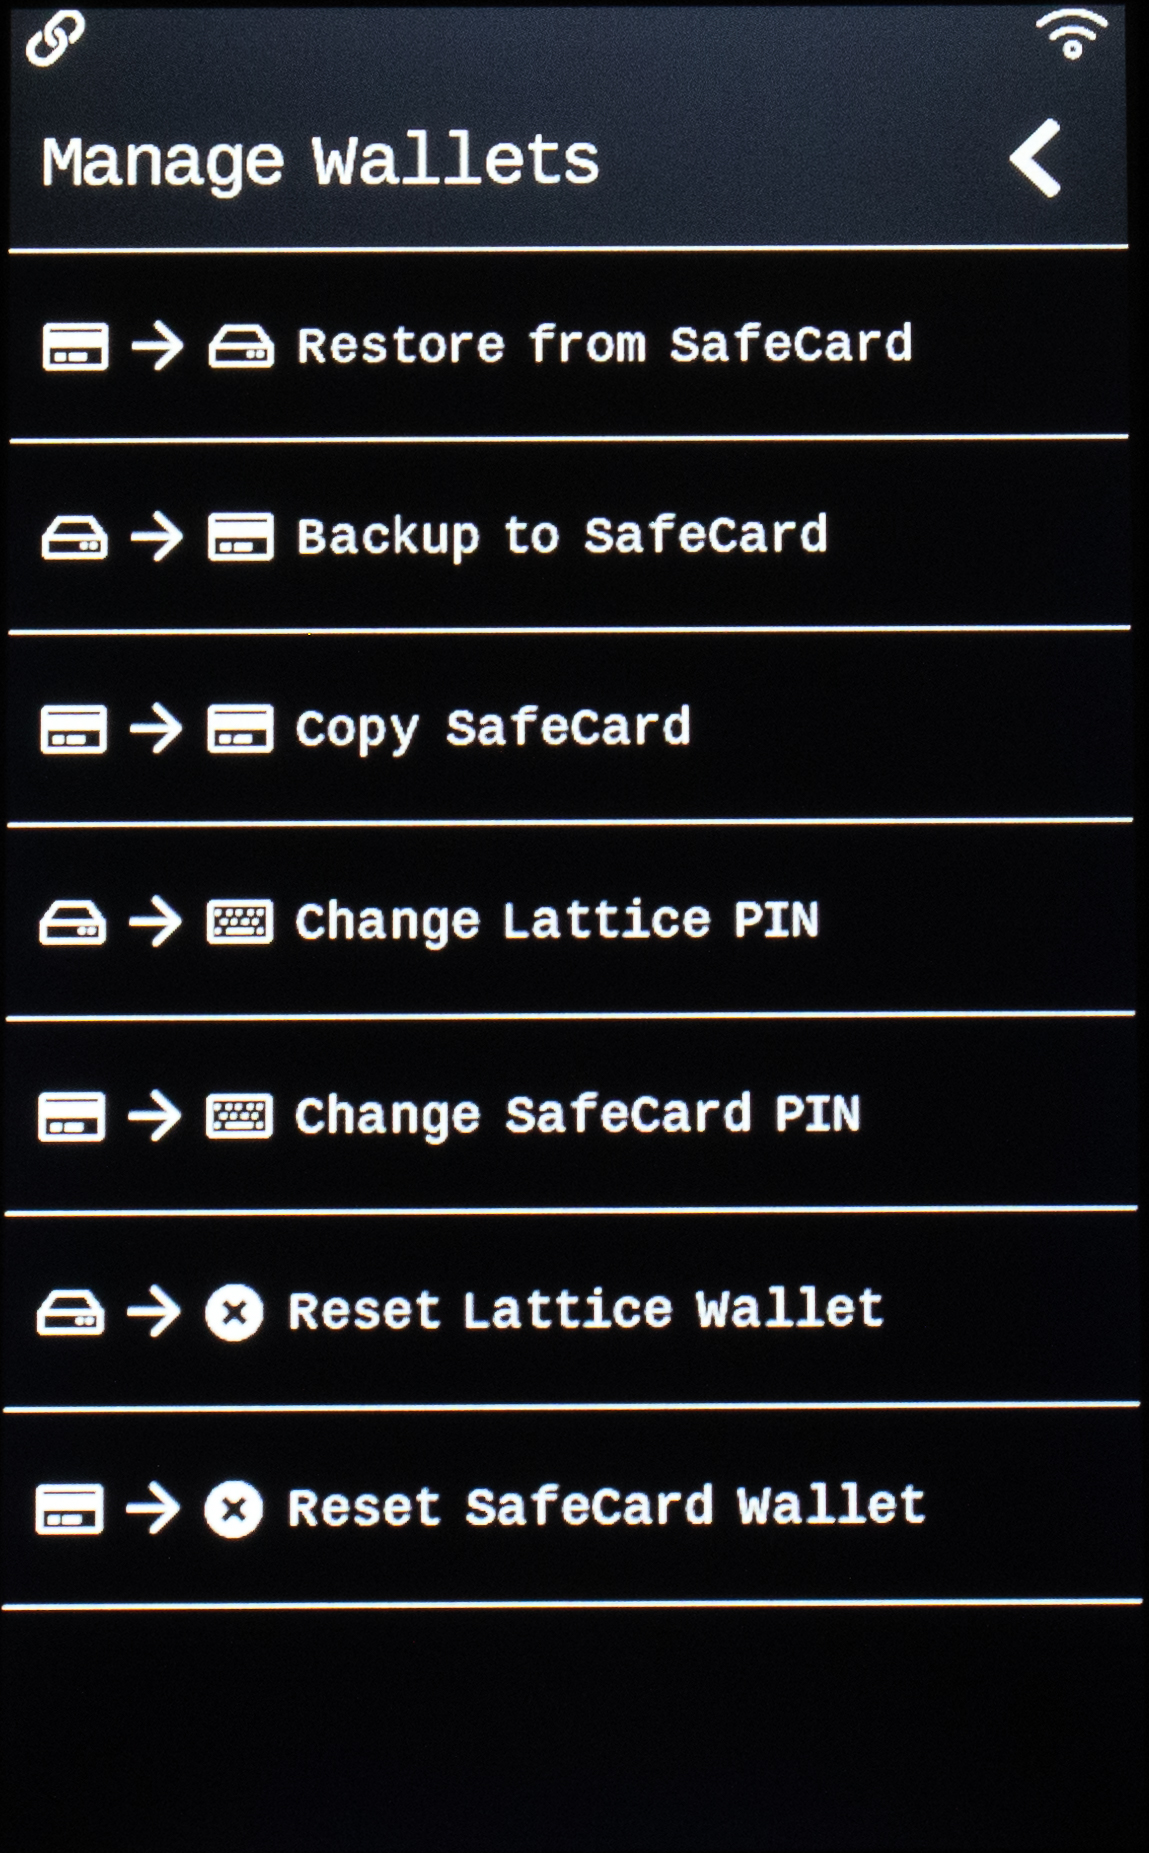 Manage Wallets
Restore from SafeCard
Backup to SafeCard
Copy SafeCard
Change Lattice PIN
Change SafeCard PIN
Reset Lattice Wallet
Reset SafeCard Wallet